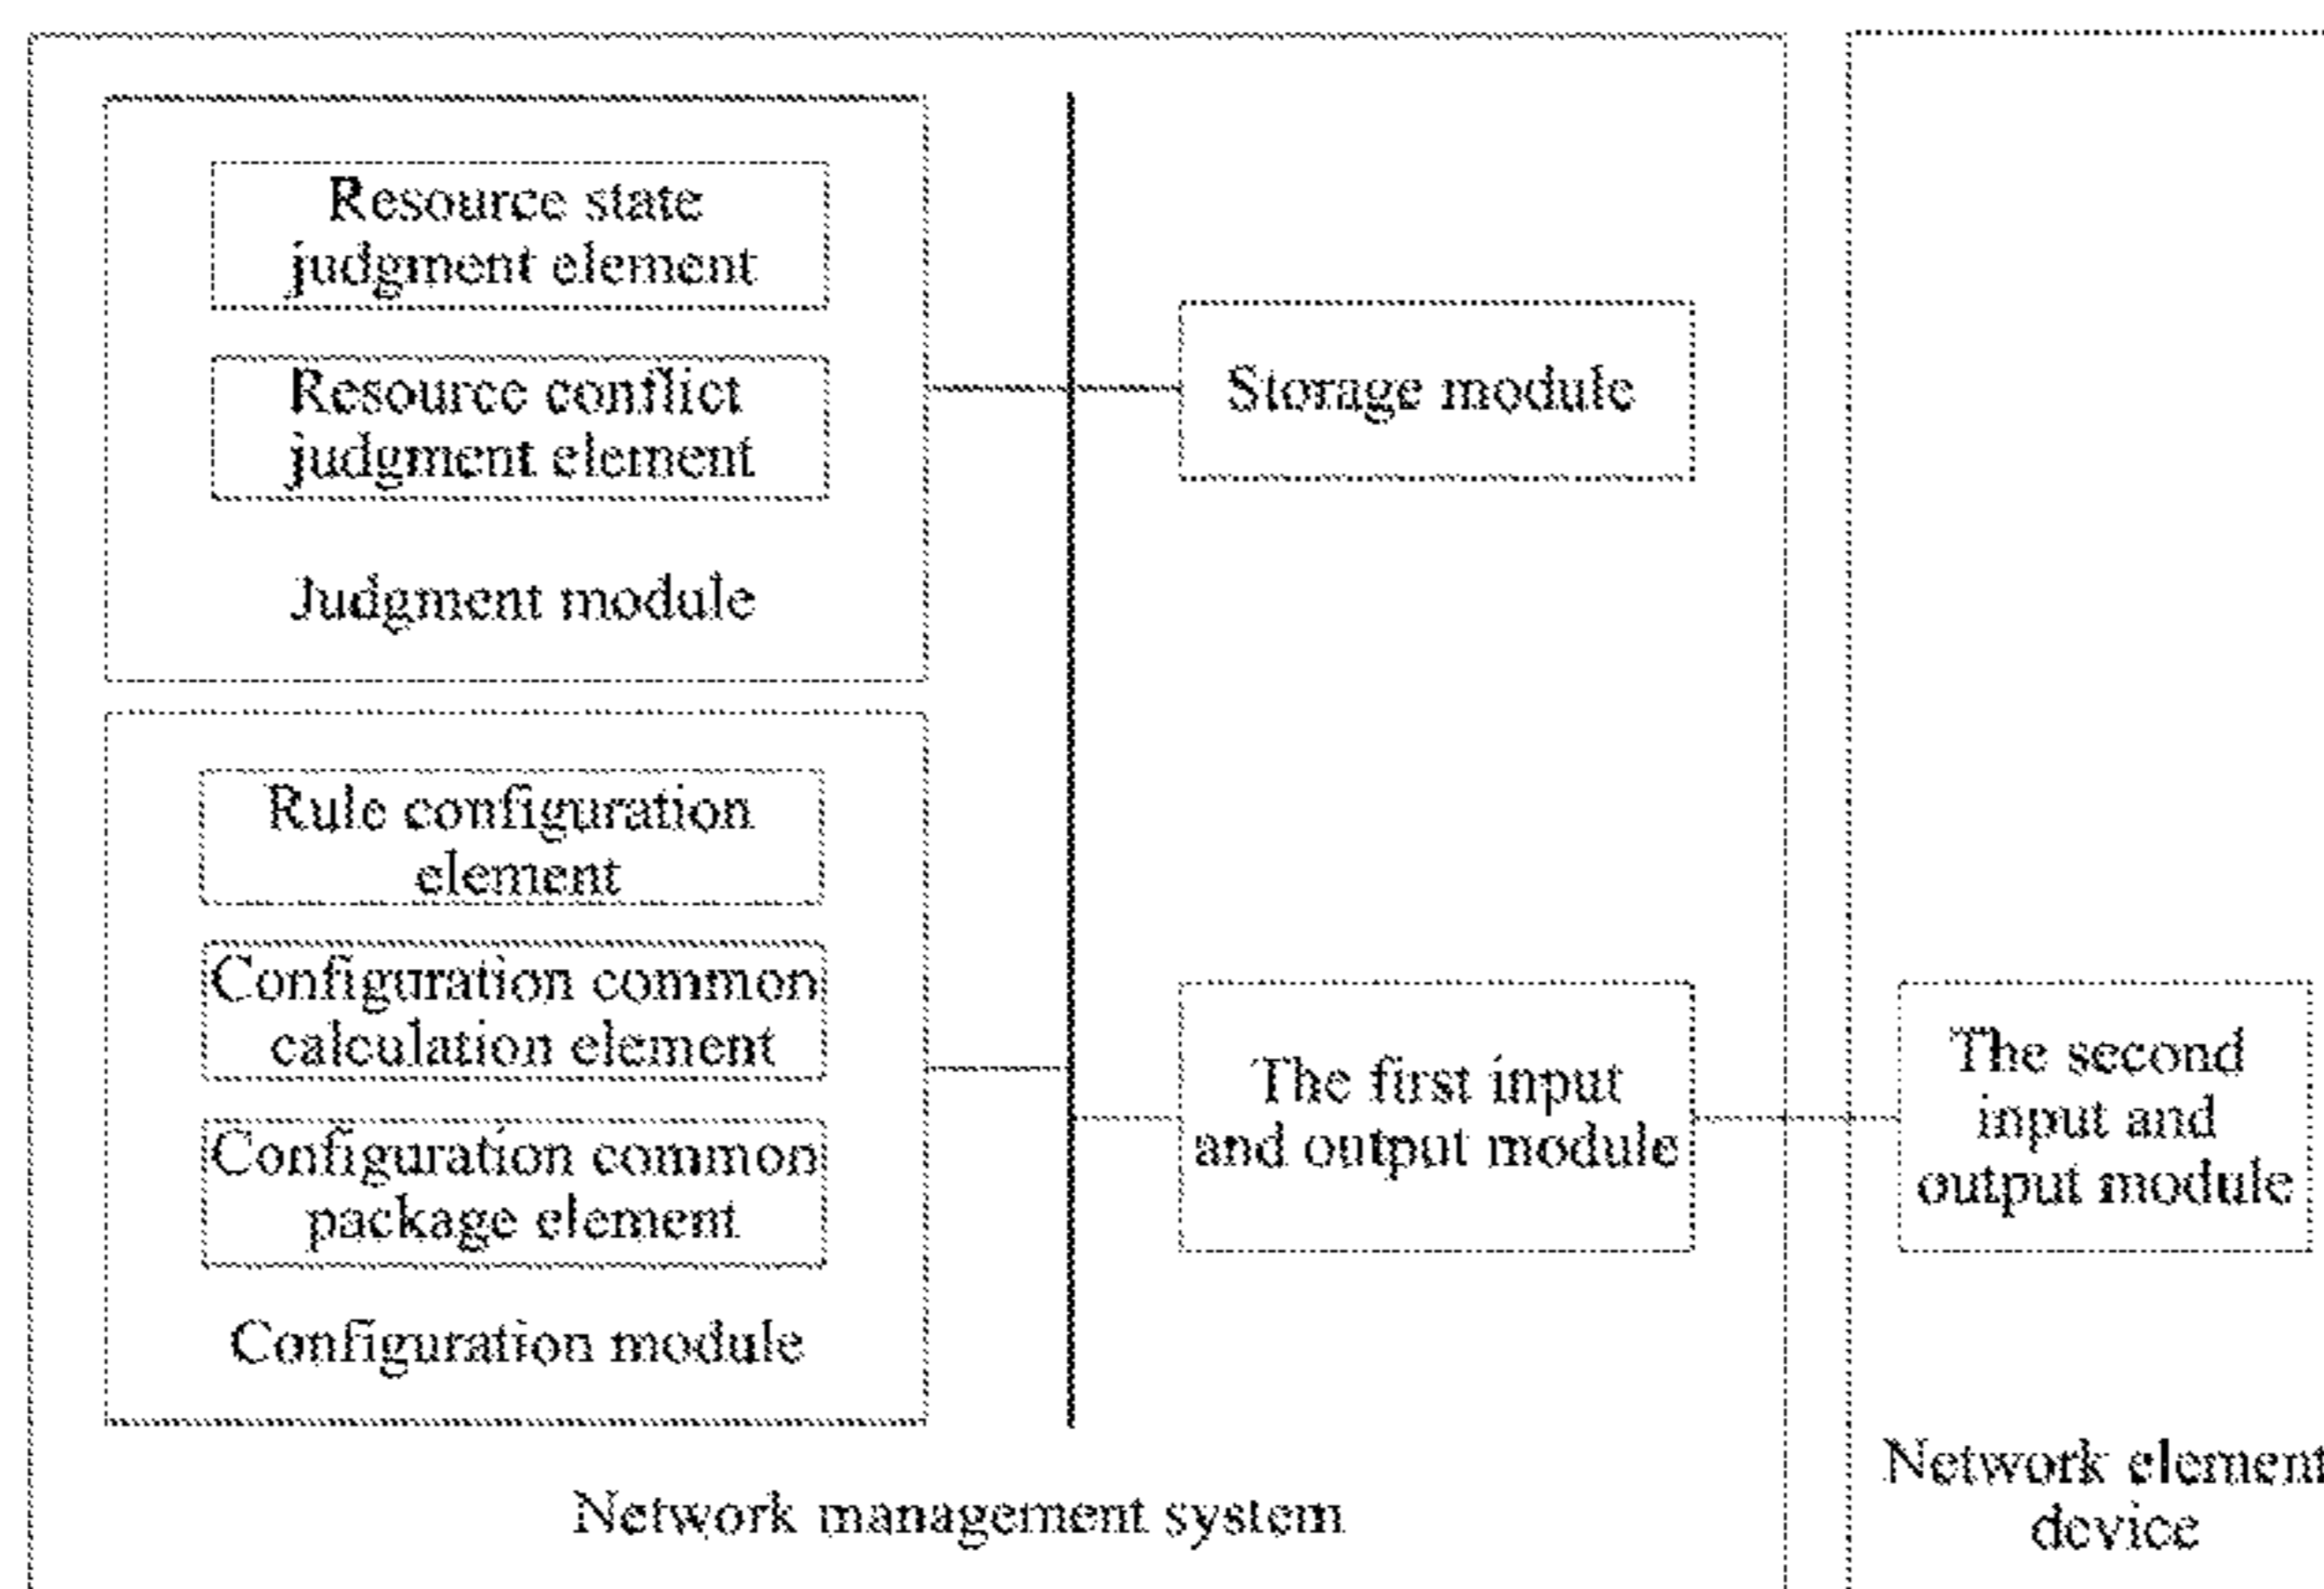 Resource state
judgment element
Resource conflict
judgment element
Judgment module
Rule configuration
element
Configuration common
calculation element
Configuration common
package element
Configuration module
Storage module
The first input
and output module
Network management system
The second
input and
output module
Network element
device